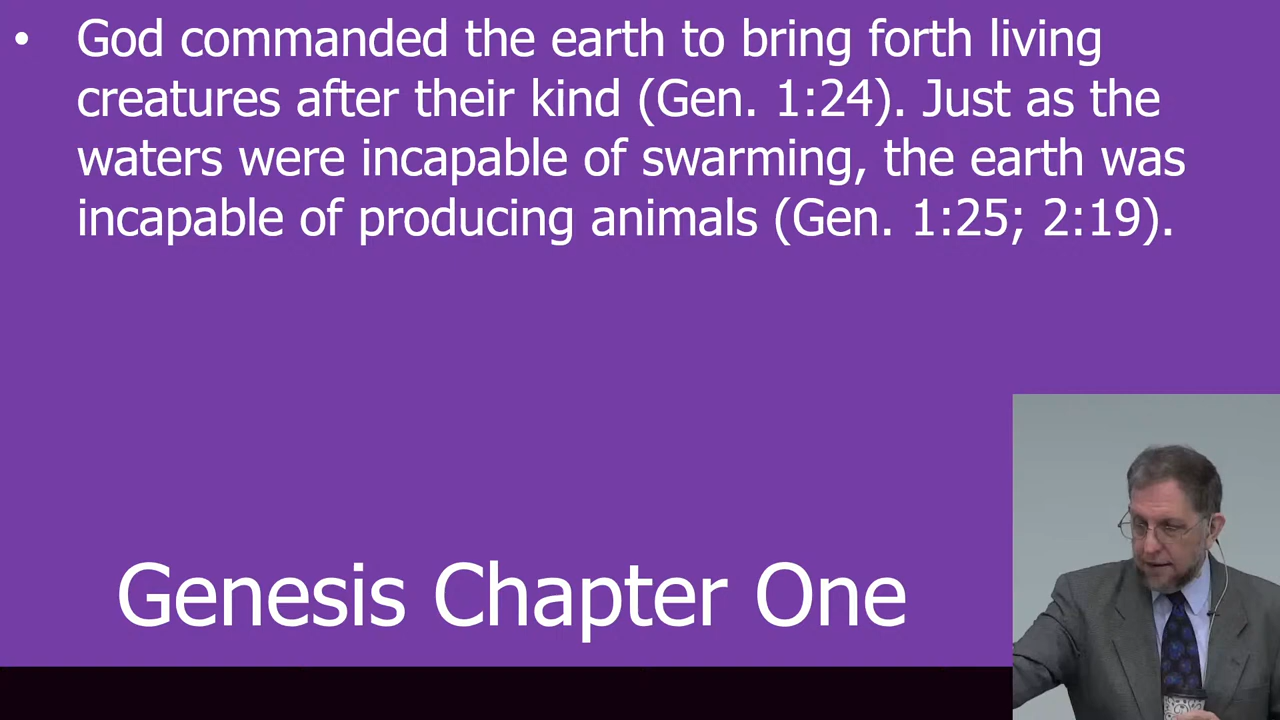 • God commanded the earth to bring forth living
creatures after their kind (Gen. 1:24). Just as the
waters were incapable of swarming, the earth was
incapable of producing animals (Gen. 1:25; 2:19).
Genesis Chapter One